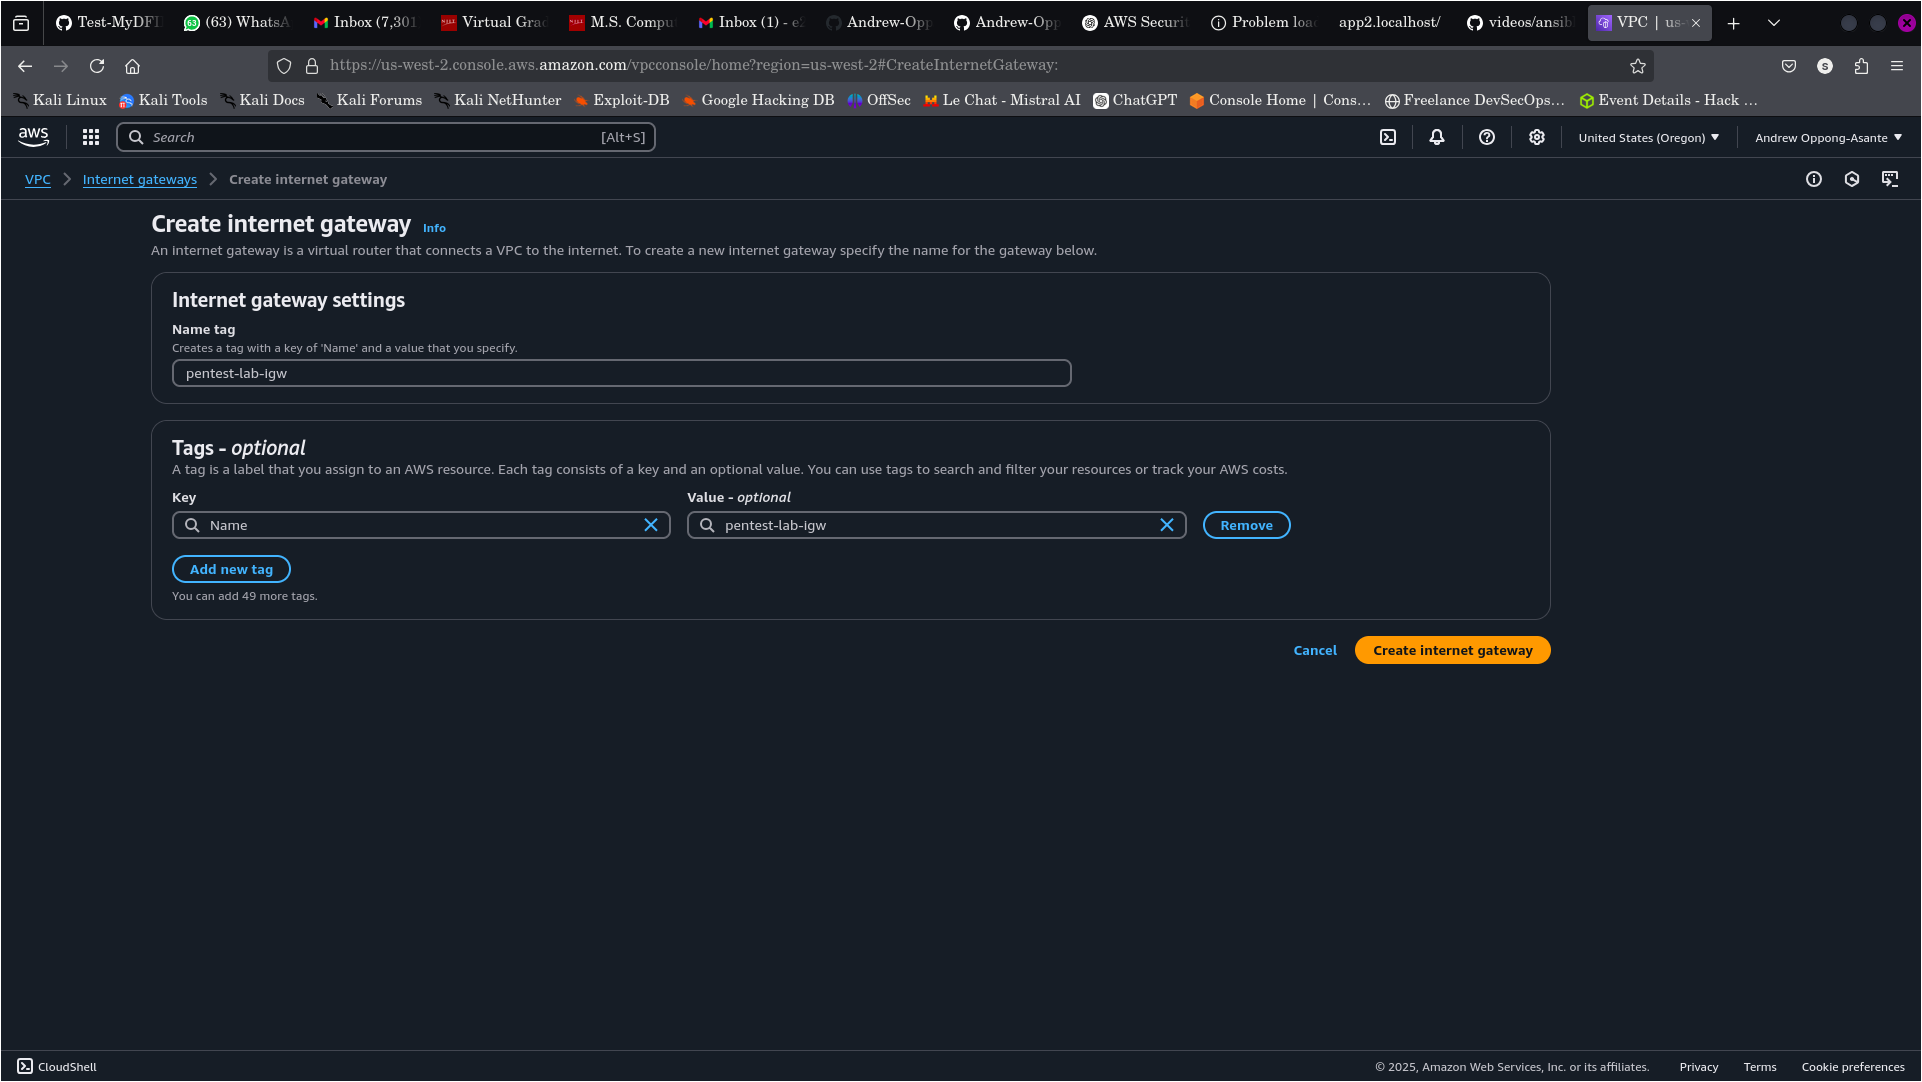 Test-MyDFI
(63) WhatsA
Inbox (7,301
Virtual Grad
M.S. Compu
Inbox (1) - e
Andrew-Opp
Andrew-Opp
AWS Securit
Problem loa
app2.localhost/
videos/ansib
VPC | us-
https://us-west-2.console.aws.amazon.com/vpcconsole/home?region=us-west-2#CreateInternetGateway:
S
Kali Linux
Kali Tools
Kali Docs
Kali Forums
Kali NetHunter
Exploit-DB
Google Hacking DB
OffSec
Le Chat - Mistral AI
ChatGPT
Console Home | Cons…
Freelance DevSecOps…
Event Details - Hack …
aws
Search [Alt+S]
United States (Oregon)
Andrew Oppong-Asante
VPC > Internet gateways > Create internet gateway
Create internet gateway Info
An internet gateway is a virtual router that connects a VPC to the internet. To create a new internet gateway specify the name for the gateway below.
Internet gateway settings
Name tag
Creates a tag with a key of 'Name' and a value that you specify.
pentest-lab-igw
Tags - optional
A tag is a label that you assign to an AWS resource. Each tag consists of a key and an optional value. You can use tags to search and filter your resources or track your AWS costs.
Key Value - optional
Name pentest-lab-igw Remove
Add new tag
You can add 49 more tags.
Cancel Create internet gateway
CloudShell © 2025, Amazon Web Services, Inc. or its affiliates. Privacy Terms Cookie preferences